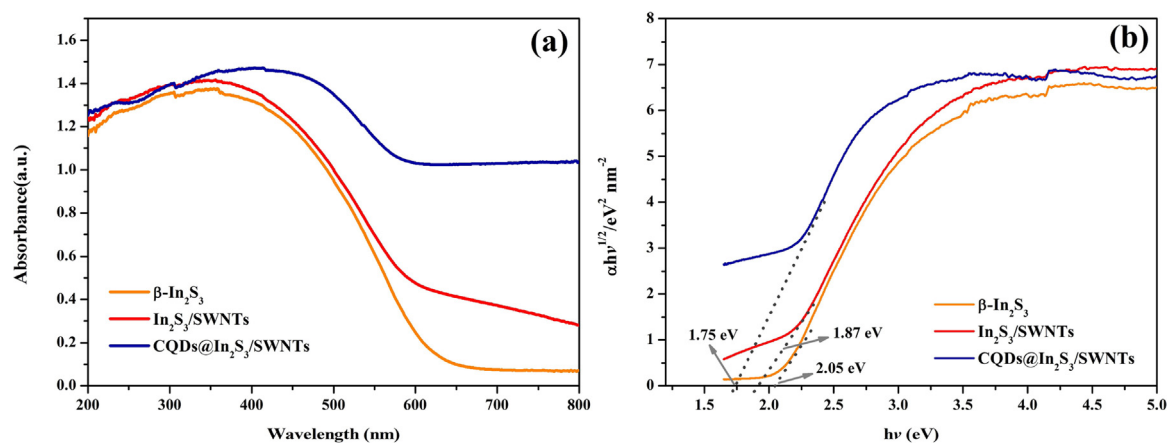 (a)
1.6
1.4
1.2
1.0
0.8
0.6
0.4
0.2
0.0
Absorbance(a.u.)
β-In₂S₃
In₂S₃/SWNTs
CQDs@In₂S₃/SWNTs
200 300 400 500 600 700 800
Wavelength (nm)
(b)
8
7
6
5
4
3
2
1
0
αhν¹/²/eV² nm⁻²
β-In₂S₃
In₂S₃/SWNTs
CQDs@In₂S₃/SWNTs
1.75 eV
1.87 eV
2.05 eV
1.5 2.0 2.5 3.0 3.5 4.0 4.5 5.0
hν (eV)